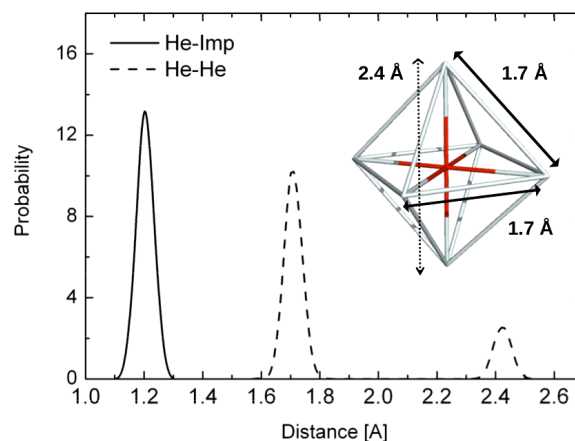 16
12
8
4
0
Probability
He-Imp
He-He
2.4 Å
1.7 Å
1.7 Å
1.0 1.2 1.4 1.6 1.8 2.0 2.2 2.4 2.6
Distance [A]